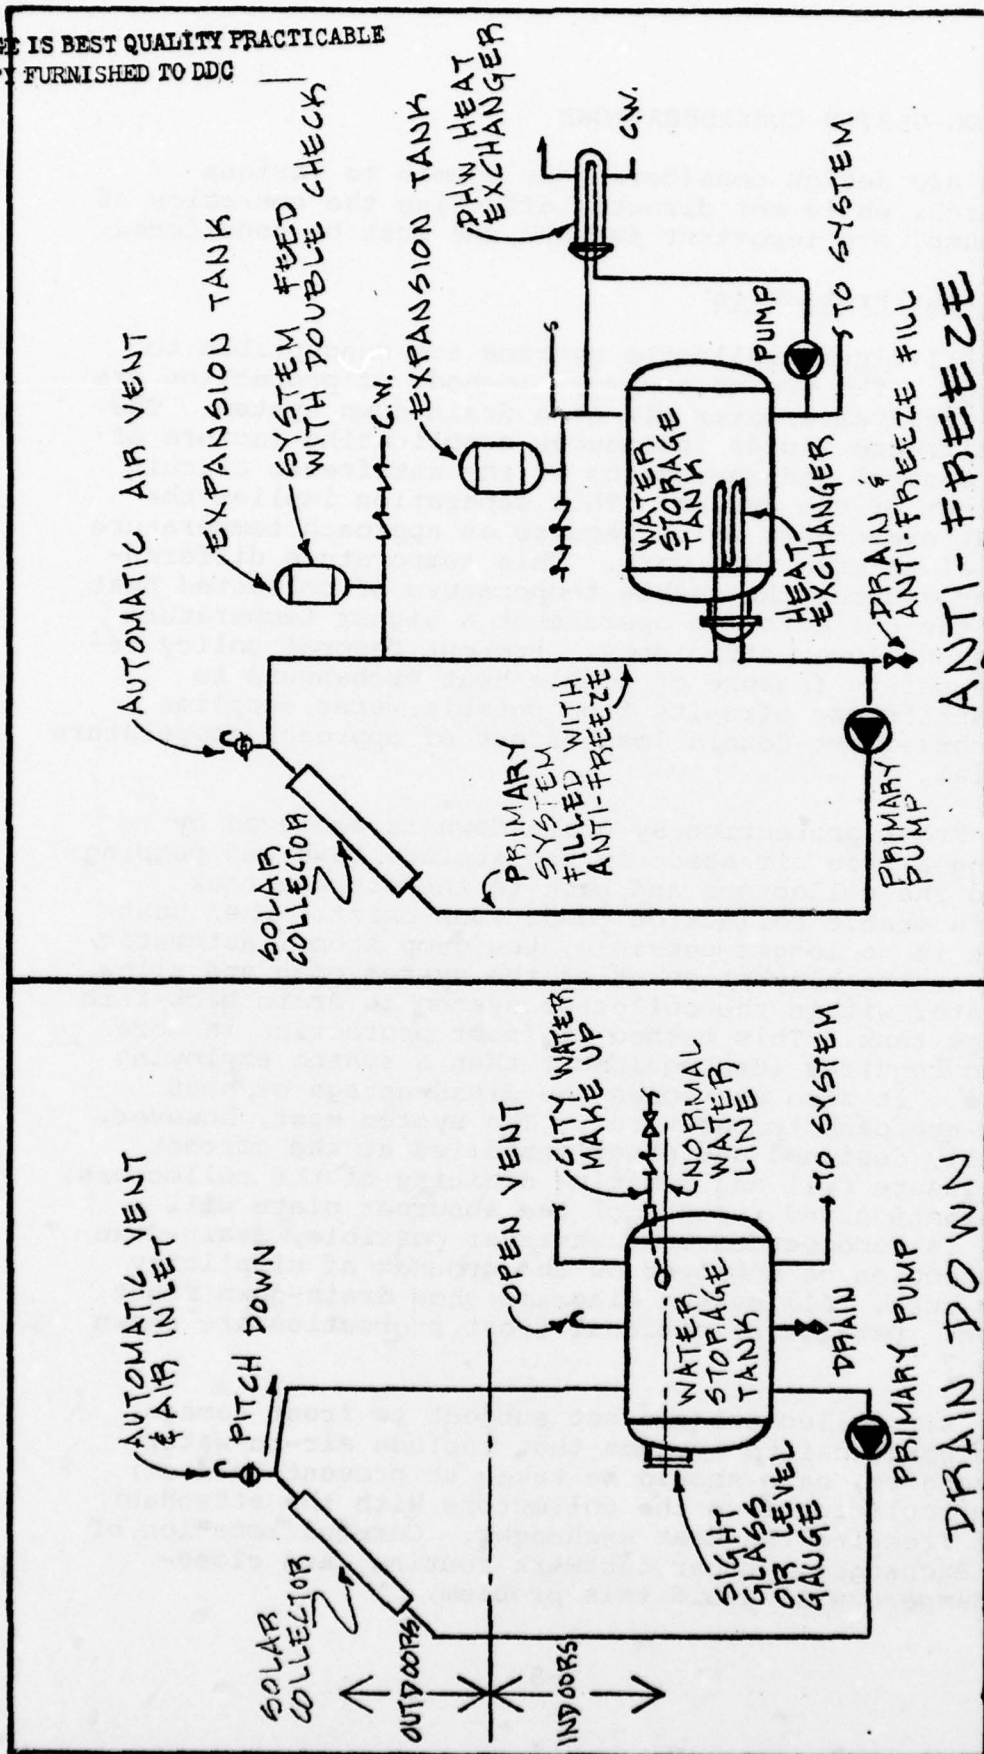 GE IS BEST QUALITY PRACTICABLE
PY FURNISHED TO DDC
AUTOMATIC VENT
& AIR INLET
PITCH DOWN
SOLAR
COLLECTOR
OUTDOORS
INDOORS
OPEN VENT
CITY WATER
MAKE UP
NORMAL
WATER
LINE
WATER
STORAGE
TANK
SIGHT
GLASS
OR LEVEL
GAUGE
TO SYSTEM
DRAIN
PRIMARY PUMP
DRAIN DOWN
AUTOMATIC AIR VENT
EXPANSION TANK
SYSTEM FEED
WITH DOUBLE CHECK
C.W.
EXPANSION TANK
DHW HEAT
EXCHANGER
C.W.
SOLAR
COLLECTOR
PRIMARY
SYSTEM
FILLED WITH
ANTI-FREEZE
S
WATER
STORAGE
TANK
PUMP
S TO SYSTEM
HEAT
EXCHANGER
DRAIN &
ANTI-FREEZE FILL
PRIMARY
PUMP
ANTI-FREEZE